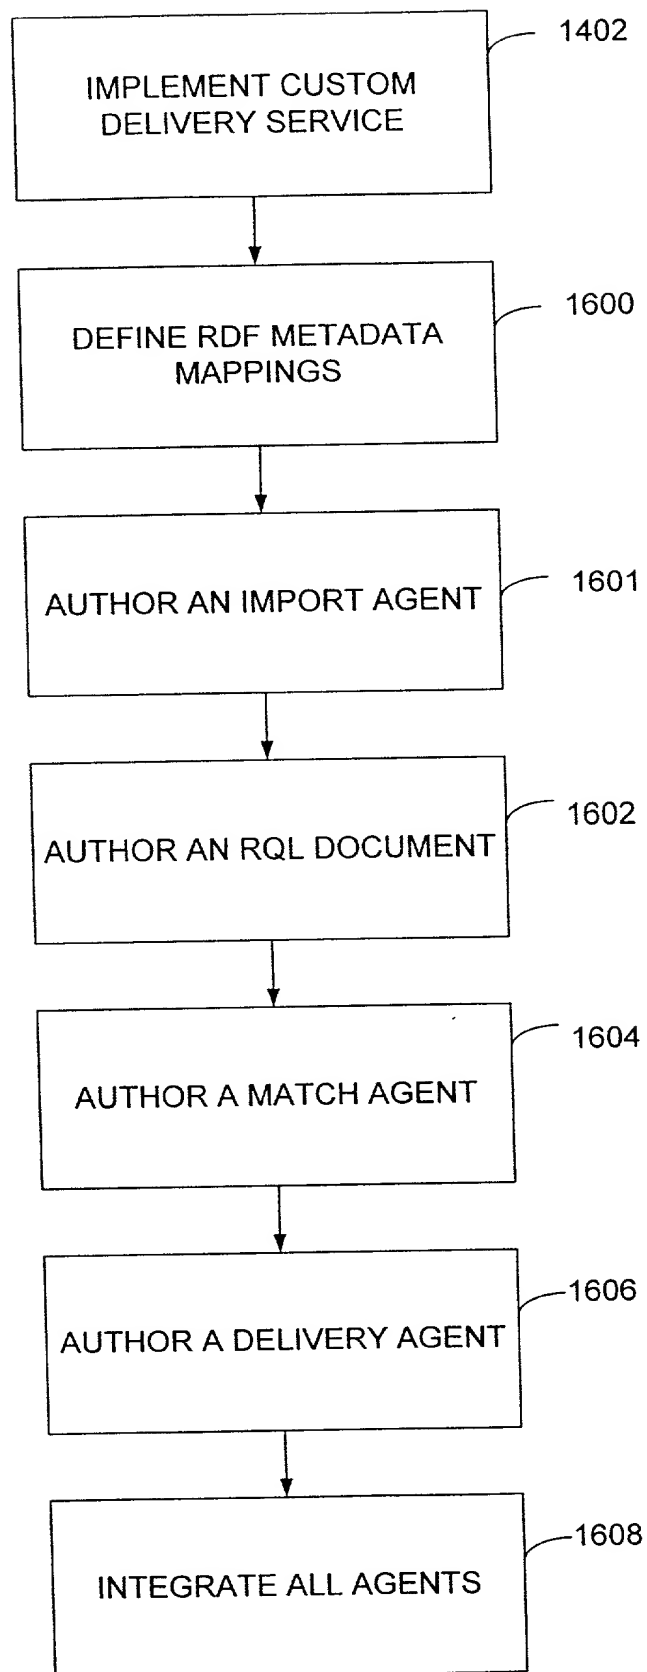 1402
IMPLEMENT CUSTOM
DELIVERY SERVICE
1600
DEFINE RDF METADATA
MAPPINGS
1601
AUTHOR AN IMPORT AGENT
1602
AUTHOR AN RQL DOCUMENT
1604
AUTHOR A MATCH AGENT
1606
AUTHOR A DELIVERY AGENT
1608
INTEGRATE ALL AGENTS